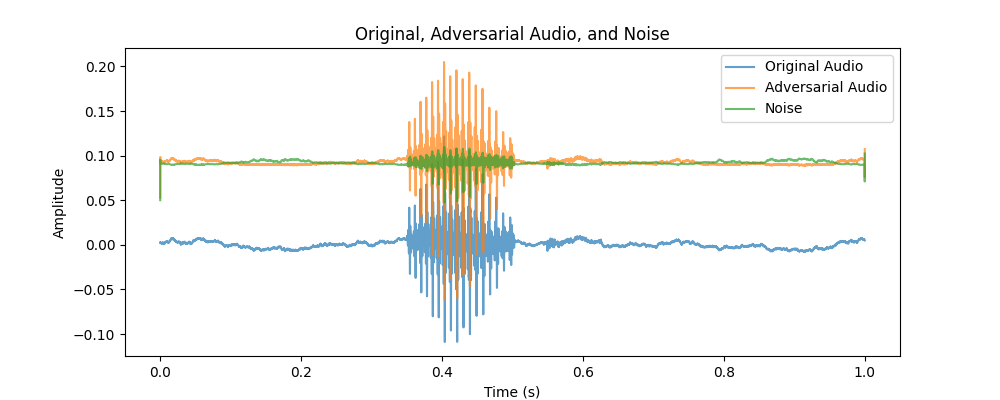 Original, Adversarial Audio, and Noise
Original Audio
Adversarial Audio
Noise
Amplitude
0.20
0.15
0.10
0.05
0.00
−0.05
−0.10
0.0 0.2 0.4 0.6 0.8 1.0
Time (s)